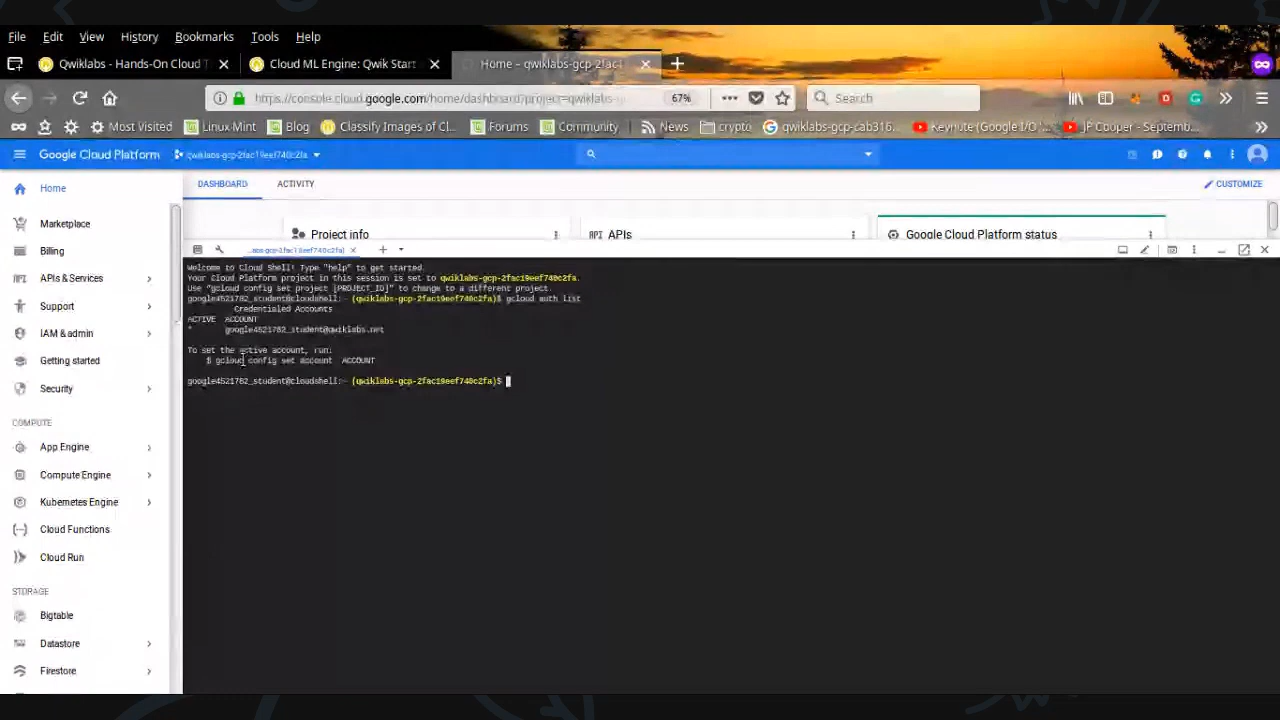 File Edit View History Bookmarks Tools Help
Qwiklabs - Hands-On Cloud T
Cloud ML Engine: Qwik Start
Home – qwiklabs-gcp-2fac1
https://console.cloud.google.com/home/dashboard?project=qwiklabs-
67%
Search
Most Visited
Linux Mint
Blog
Classify Images of Cl...
Forums
Community
News
crypto
qwiklabs-gcp-cab316...
Keynote (Google I/O '...
JP Cooper - Septemb...
Google Cloud Platform
qwiklabs-gcp-2fac19eef740c2fa
Home
DASHBOARD
ACTIVITY
CUSTOMIZE
Marketplace
Billing
APIs & Services
Support
IAM & admin
Getting started
Security
COMPUTE
App Engine
Compute Engine
Kubernetes Engine
Cloud Functions
Cloud Run
STORAGE
Bigtable
Datastore
Firestore
Project info
API APIs
Google Cloud Platform status
...abs-gcp-2fac19eef740c2fa)
Welcome to Cloud Shell! Type "help" to get started.
Your Cloud Platform project in this session is set to qwiklabs-gcp-2fac19eef740c2fa.
Use "gcloud config set project [PROJECT_ID]" to change to a different project.
google4521782_student@cloudshell:~ (qwiklabs-gcp-2fac19eef740c2fa)$ gcloud auth list
Credentialed Accounts
ACTIVE ACCOUNT
* google4521782_student@qwiklabs.net
To set the active account, run:
$ gcloud config set account `ACCOUNT`
google4521782_student@cloudshell:~ (qwiklabs-gcp-2fac19eef740c2fa)$